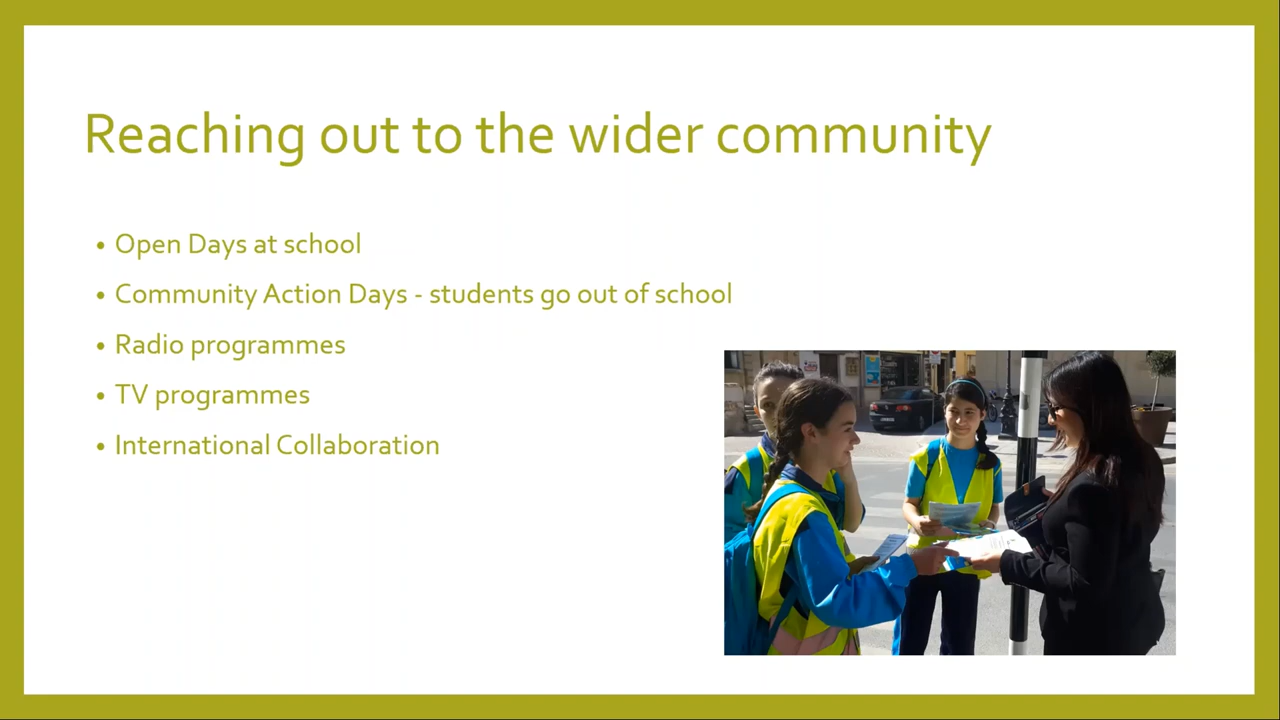 Reaching out to the wider community
• Open Days at school
• Community Action Days - students go out of school
• Radio programmes
• TV programmes
• International Collaboration